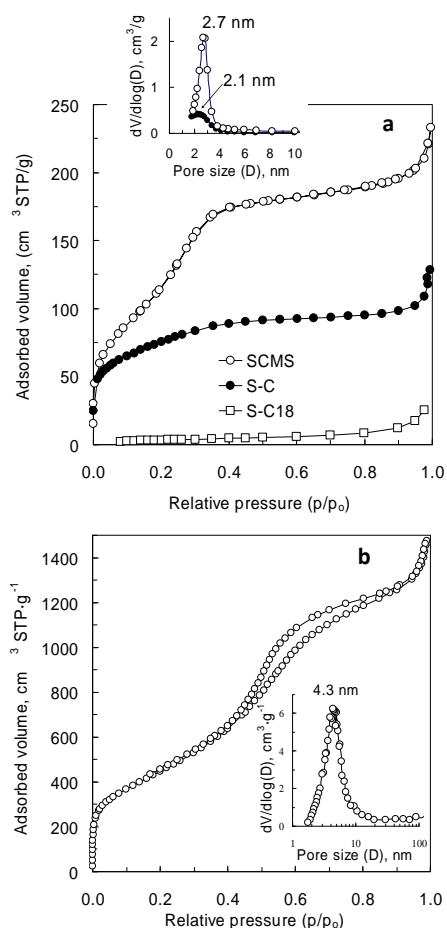 2.7 nm
2.1 nm
dV/dlog(D), cm³/g
2
1
0
0 2 4 6 8 10
Pore size (D), nm
a
Adsorbed volume, (cm ³ STP/g)
250
200
150
100
50
0
SCMS
S-C
S-C18
0.0 0.2 0.4 0.6 0.8 1.0
Relative pressure (p/pₒ)
b
Adsorbed volume, cm ³ STP·g⁻¹
1400
1200
1000
800
600
400
200
0
4.3 nm
dV/dlog(D), cm³·g⁻¹
6
4
2
0
1 10 100
Pore size (D), nm
0.0 0.2 0.4 0.6 0.8 1.0
Relative pressure (p/pₒ)